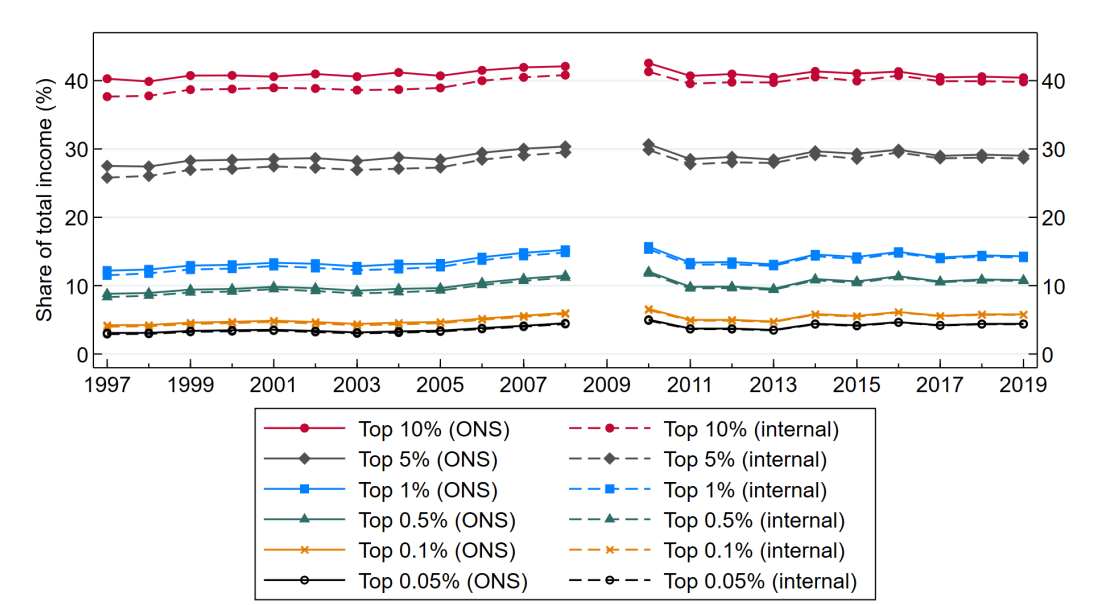 Share of total income (%)
40 40
30 30
20 20
10 10
0 0
1997 1999 2001 2003 2005 2007 2009 2011 2013 2015 2017 2019
Top 10% (ONS) Top 10% (internal)
Top 5% (ONS) Top 5% (internal)
Top 1% (ONS) Top 1% (internal)
Top 0.5% (ONS) Top 0.5% (internal)
Top 0.1% (ONS) Top 0.1% (internal)
Top 0.05% (ONS) Top 0.05% (internal)